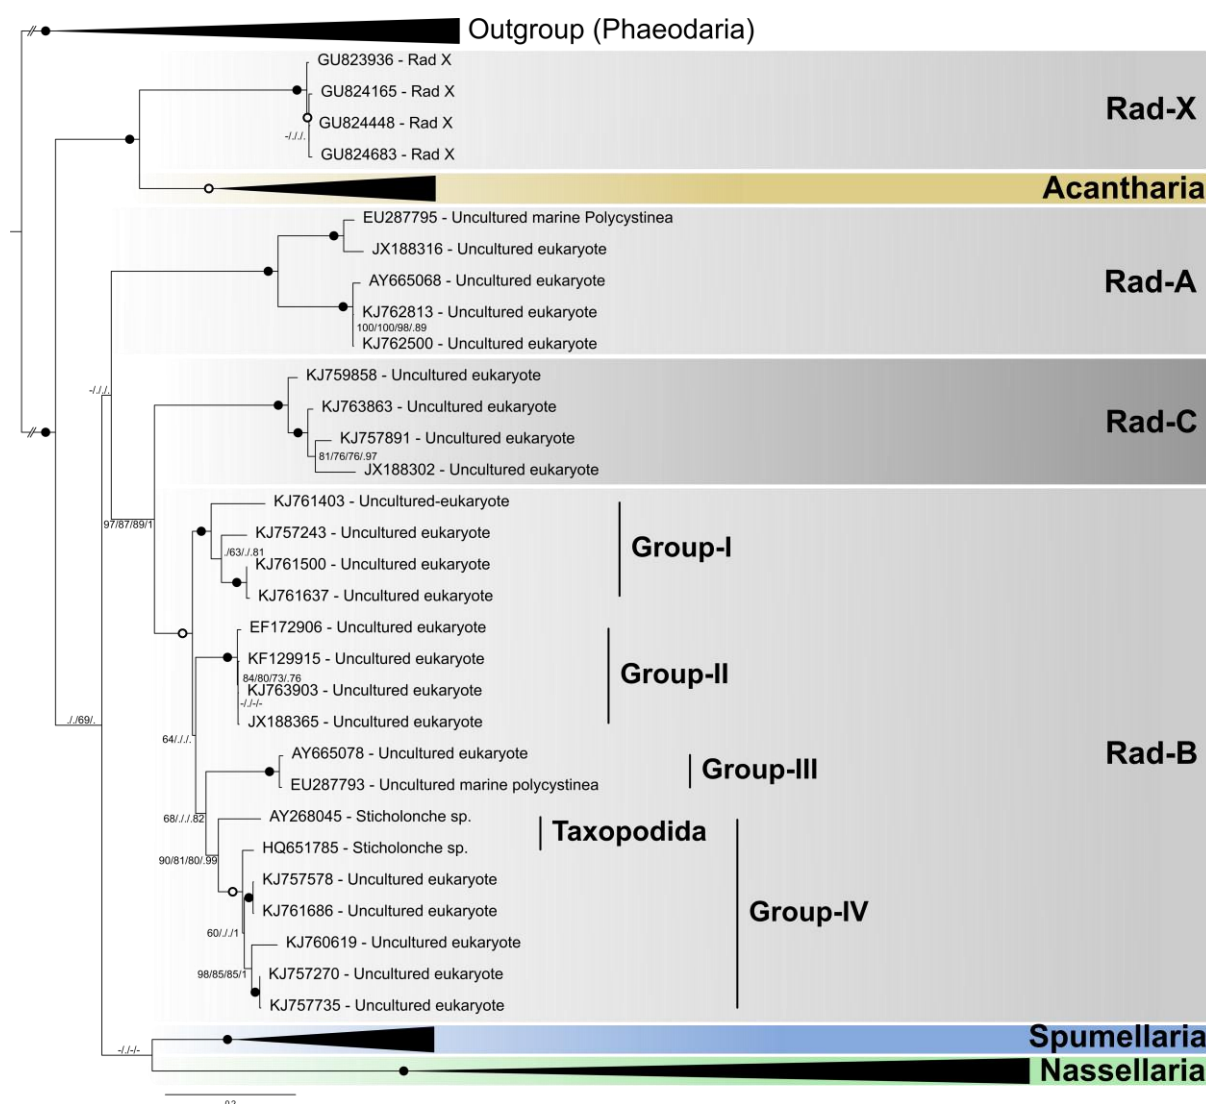 Outgroup (Phaeodaria)
GU823936 - Rad X
GU824165 - Rad X
GU824448 - Rad X
-/././.
GU824683 - Rad X
Rad-X
Acantharia
EU287795 - Uncultured marine Polycystinea
JX188316 - Uncultured eukaryote
AY665068 - Uncultured eukaryote
KJ762813 - Uncultured eukaryote
100/100/98/.89
KJ762500 - Uncultured eukaryote
Rad-A
-/././.
KJ759858 - Uncultured eukaryote
KJ763863 - Uncultured eukaryote
KJ757891 - Uncultured eukaryote
81/76/76/.97
JX188302 - Uncultured eukaryote
Rad-C
97/87/89/1
KJ761403 - Uncultured-eukaryote
KJ757243 - Uncultured eukaryote
./63/./.81
KJ761500 - Uncultured eukaryote
KJ761637 - Uncultured eukaryote
Group-I
EF172906 - Uncultured eukaryote
KF129915 - Uncultured eukaryote
84/80/73/.76
KJ763903 - Uncultured eukaryote
-/./-/-
JX188365 - Uncultured eukaryote
Group-II
././69/.
64/././.
AY665078 - Uncultured eukaryote
EU287793 - Uncultured marine polycystinea
Group-III
Rad-B
68/././.82
AY268045 - Sticholonche sp.
HQ651785 - Sticholonche sp.
Taxopodida
90/81/80/.99
KJ757578 - Uncultured eukaryote
KJ761686 - Uncultured eukaryote
60/././1
KJ760619 - Uncultured eukaryote
98/85/85/1
KJ757270 - Uncultured eukaryote
KJ757735 - Uncultured eukaryote
Group-IV
Spumellaria
-/./-/-
Nassellaria